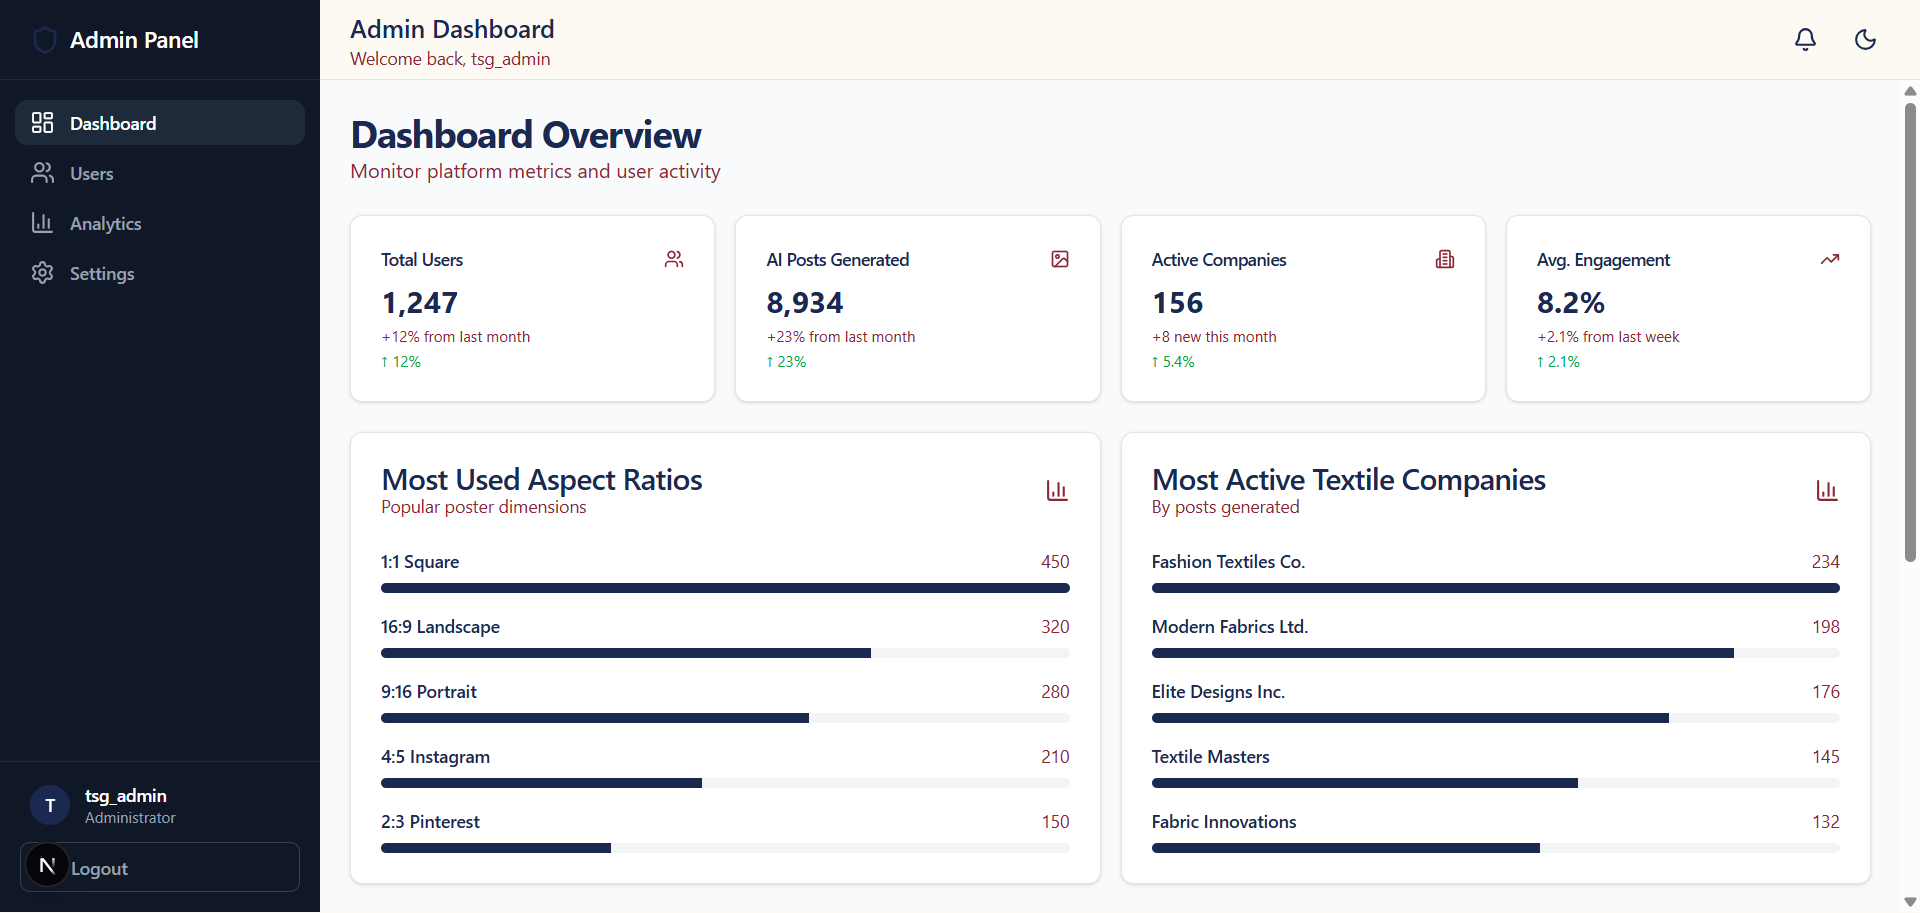 Admin Panel
Dashboard
Users
Analytics
Settings
T
tsg_admin
Administrator
N
Logout
Admin Dashboard
Welcome back, tsg_admin
Dashboard Overview
Monitor platform metrics and user activity
Total Users
1,247
+12% from last month
↑ 12%
AI Posts Generated
8,934
+23% from last month
↑ 23%
Active Companies
156
+8 new this month
↑ 5.4%
Avg. Engagement
8.2%
+2.1% from last week
↑ 2.1%
Most Used Aspect Ratios
Popular poster dimensions
1:1 Square 450
16:9 Landscape 320
9:16 Portrait 280
4:5 Instagram 210
2:3 Pinterest 150
Most Active Textile Companies
By posts generated
Fashion Textiles Co. 234
Modern Fabrics Ltd. 198
Elite Designs Inc. 176
Textile Masters 145
Fabric Innovations 132